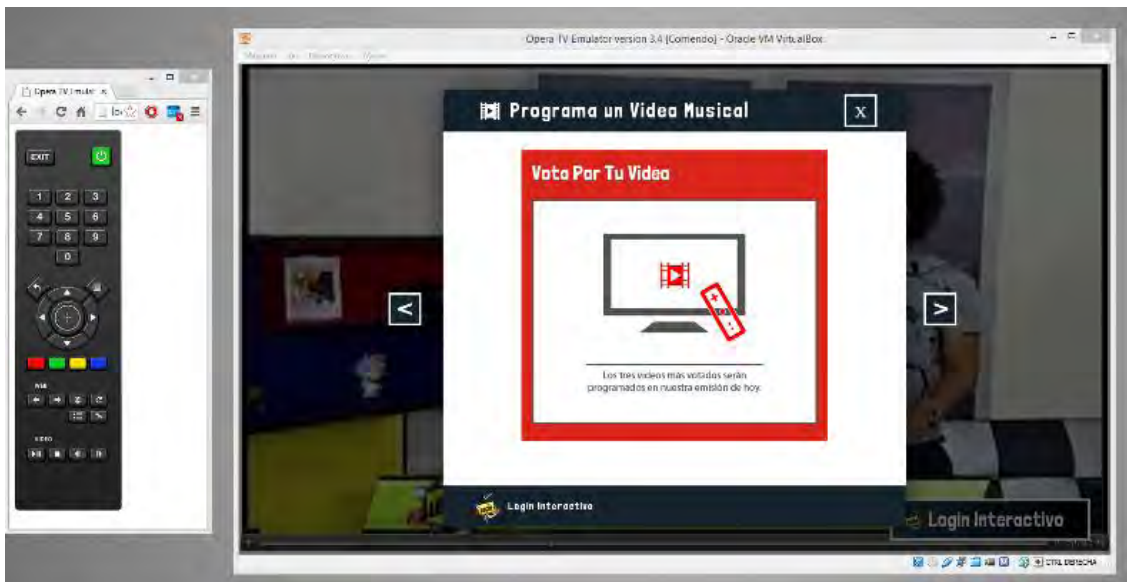 Opera TV Emulator version 3.4 [Corriendo] - Oracle VM VirtualBox
Opera TV Emulat
EXIT
1 2 3
4 5 6
7 8 9
0
WEB
VIDEO
Programa un Video Musical
X
Vota Por Tu Video
<
>
Los tres videos más votados serán
programados en nuestra emisión de hoy.
Login Interactivo
Login Interactivo
CTRL DERECHA